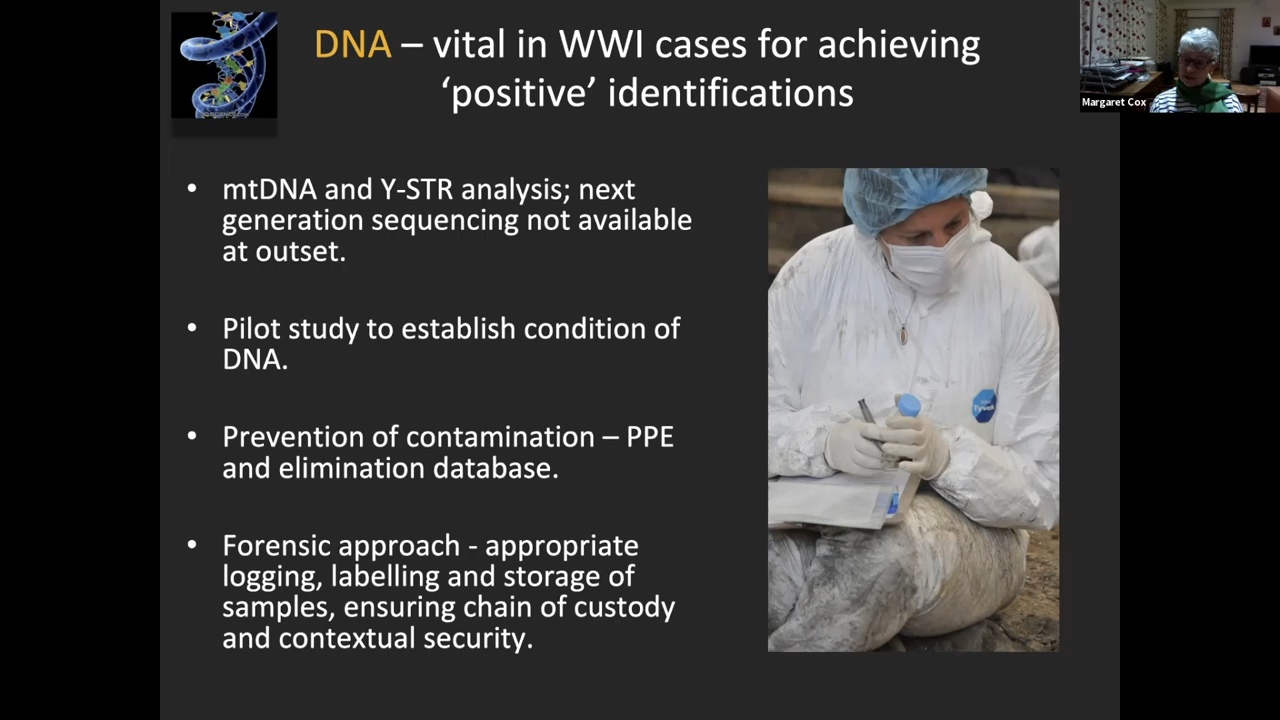 DNA – vital in WWI cases for achieving
‘positive’ identifications
Margaret Cox
• mtDNA and Y-STR analysis; next
generation sequencing not available
at outset.
• Pilot study to establish condition of
DNA.
• Prevention of contamination – PPE
and elimination database.
• Forensic approach - appropriate
logging, labelling and storage of
samples, ensuring chain of custody
and contextual security.
Tyvek